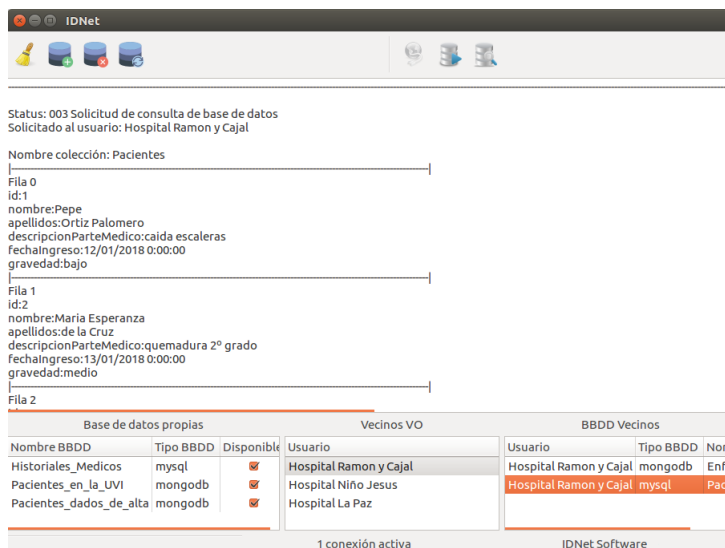 IDNet
Status: 003 Solicitud de consulta de base de datos
Solicitado al usuario: Hospital Ramon y Cajal
Nombre colección: Pacientes
Fila 0
id:1
nombre:Pepe
apellidos:Ortiz Palomero
descripcionParteMedico:caida escaleras
fechaIngreso:12/01/2018 0:00:00
gravedad:bajo
Fila 1
id:2
nombre:Maria Esperanza
apellidos:de la Cruz
descripcionParteMedico:quemadura 2º grado
fechaIngreso:13/01/2018 0:00:00
gravedad:medio
Fila 2
Base de datos propias Vecinos VO BBDD Vecinos
Nombre BBDD Tipo BBDD Disponible Usuario Usuario Tipo BBDD Nor
Historiales_Medicos mysql Hospital Ramon y Cajal Hospital Ramon y Cajal mongodb Enf
Pacientes_en_la_UVI mongodb Hospital Niño Jesus Hospital Ramon y Cajal mysql Pac
Pacientes_dados_de_alta mongodb Hospital La Paz
1 conexión activa IDNet Software